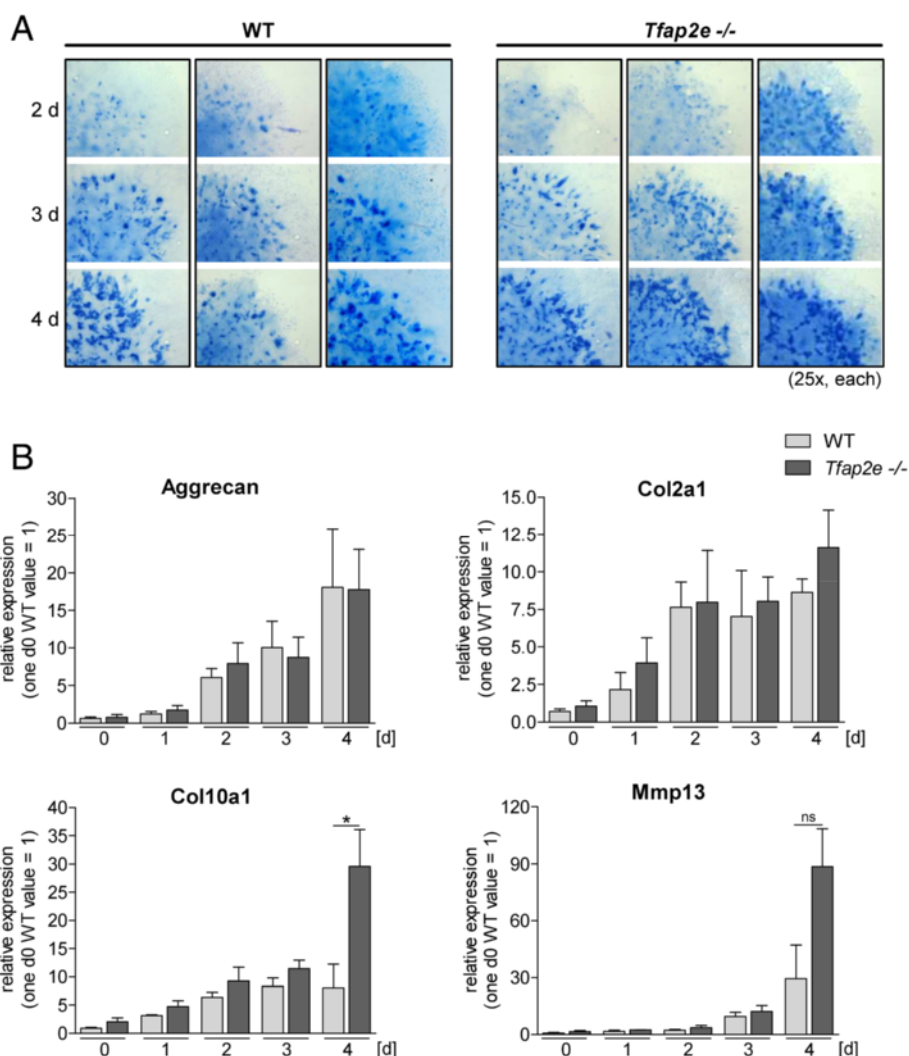 A
WT
Tfap2e -/-
2 d
3 d
4 d
(25x, each)
B
WT
Tfap2e -/-
Aggrecan
relative expression
(one d0 WT value = 1)
30
25
20
15
10
5
0
0 1 2 3 4 [d]
Col2a1
relative expression
(one d0 WT value = 1)
15.0
12.5
10.0
7.5
5.0
2.5
0.0
0 1 2 3 4 [d]
Col10a1
relative expression
(one d0 WT value = 1)
40
35
30
25
20
15
10
5
0
*
0 1 2 3 4 [d]
Mmp13
relative expression
(one d0 WT value = 1)
120
90
60
30
0
ns
0 1 2 3 4 [d]